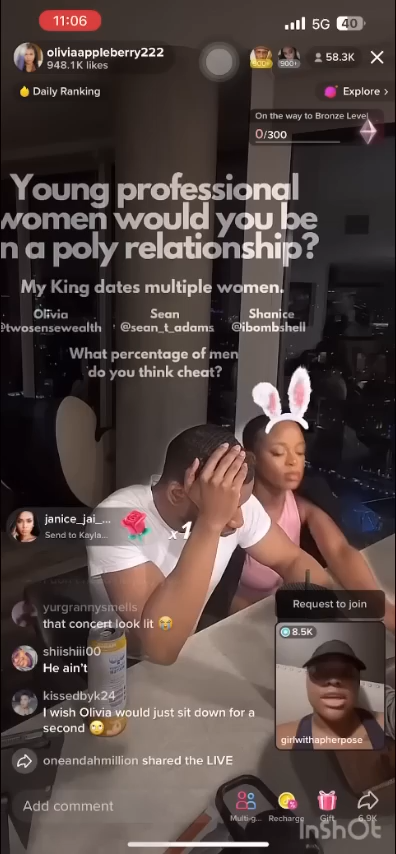 11:06
5G 40
oliviaappleberry222
948.1K likes
500+
900+
58.3K
Daily Ranking
Explore
On the way to Bronze Level
0/300
Young professional
women would you be
n a poly relationship?
My King dates multiple women.
Olivia Sean Shanice
@twosensewealth @sean_t_adams @ibombshell
What percentage of men
do you think cheat?
janice_jai_...
Send to Kayla...
x1
yurgrannysmells
that concert look lit 😭
shiishiii00
He ain't
kissedbyk24
I wish Olivia would just sit down for a
second 🙄
oneandahmillion shared the LIVE
Request to join
8.5K
girlwithapherpose
Add comment
Multi-g...
Recharge
Gift
6.9K
InShOt